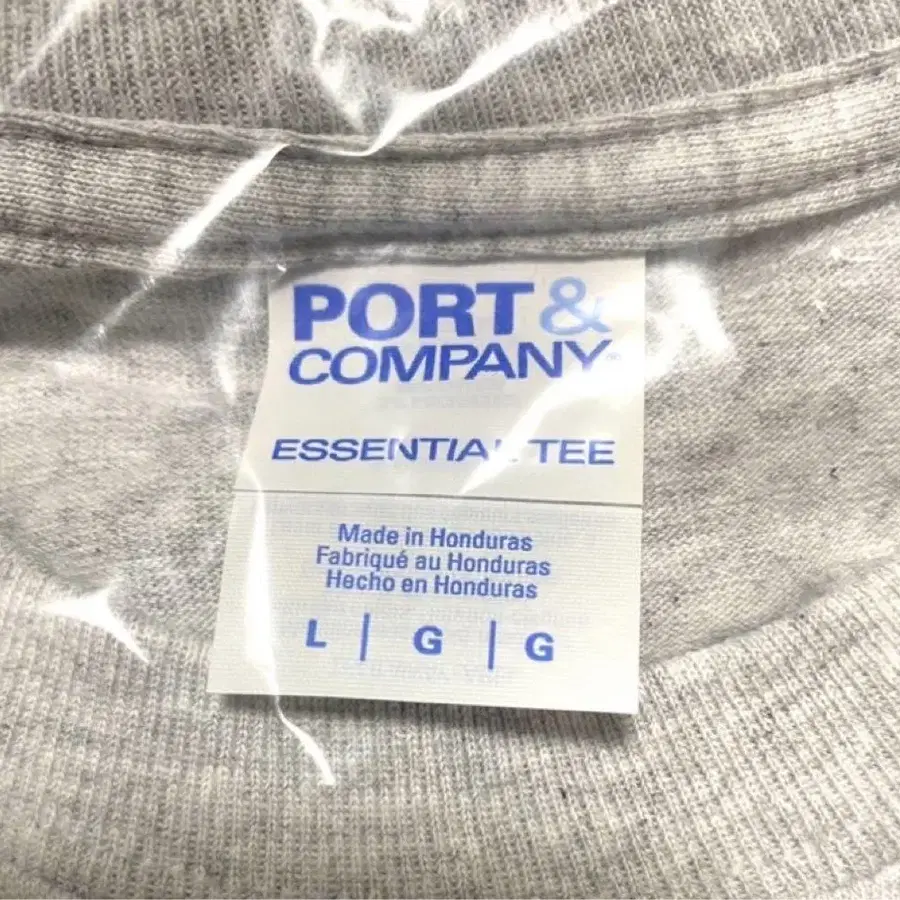 PORT &
COMPANY®
ESSENTIAL TEE
Made in Honduras
Fabriqué au Honduras
Hecho en Honduras
L | G | G